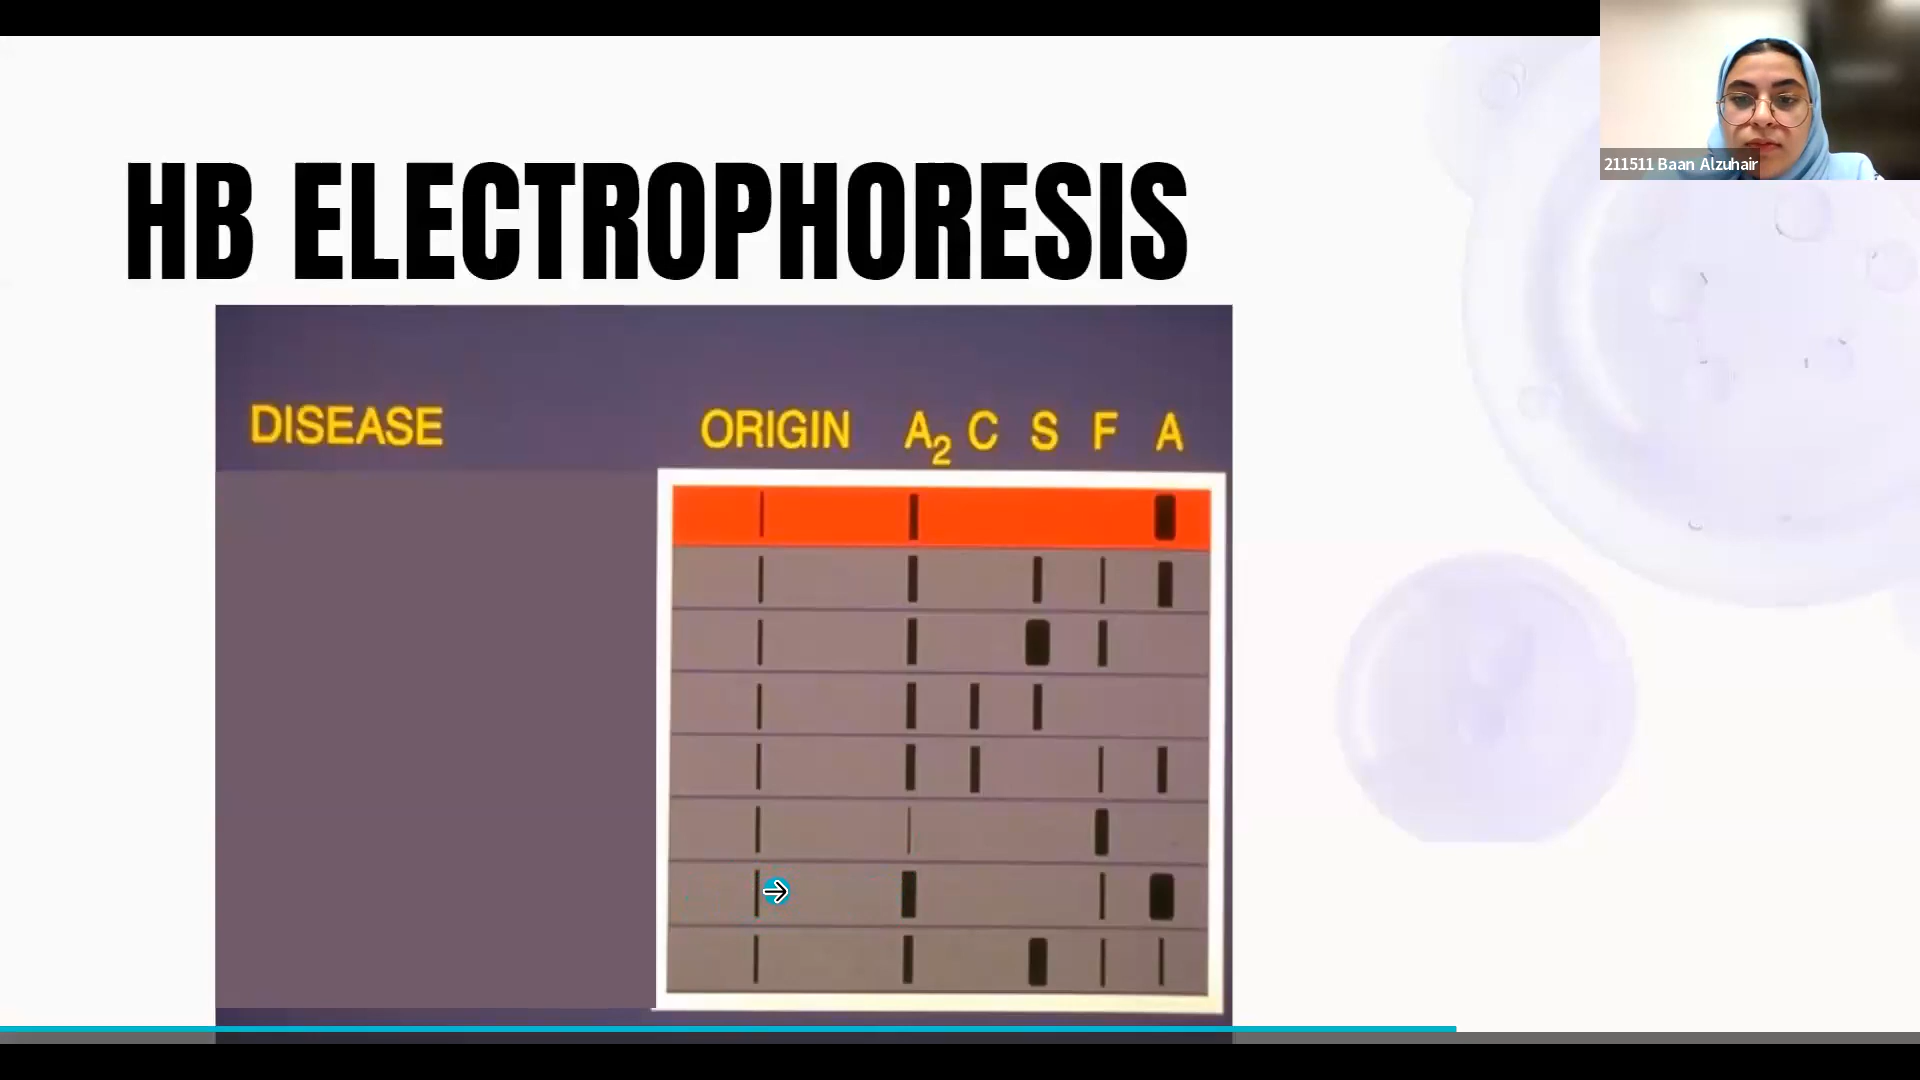 211511 Baan Alzuhair
HB ELECTROPHORESIS
DISEASE ORIGIN A2 C S F A